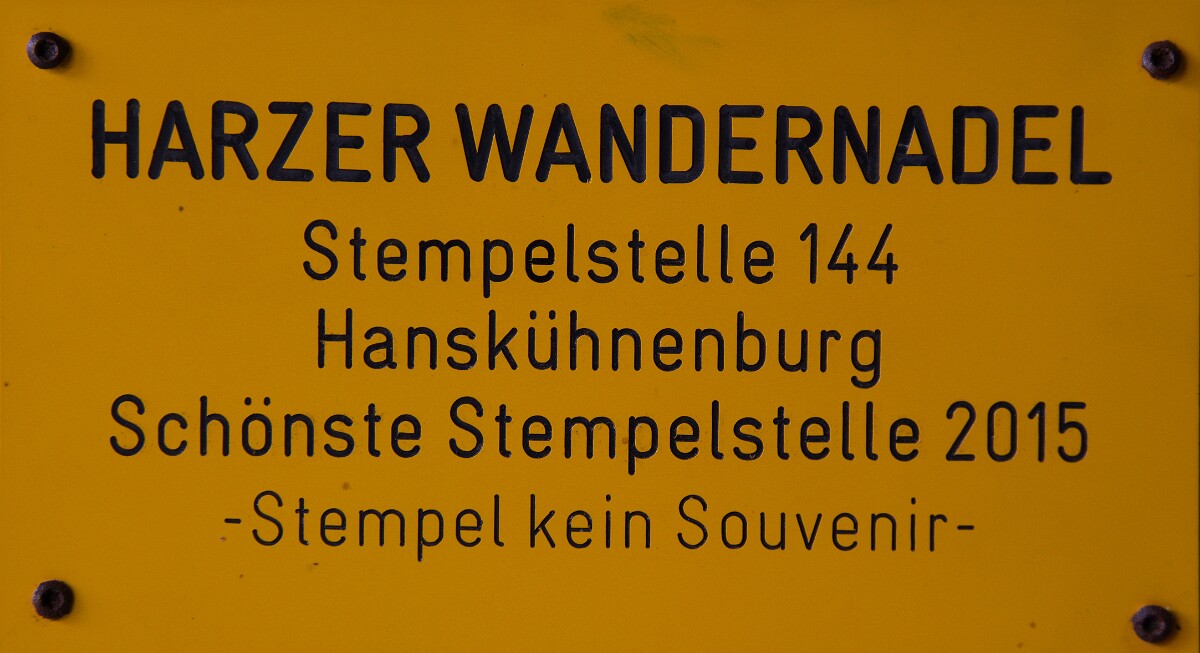 HARZER WANDERNADEL
Stempelstelle 144
Hanskühnenburg
Schönste Stempelstelle 2015
-Stempel kein Souvenir-